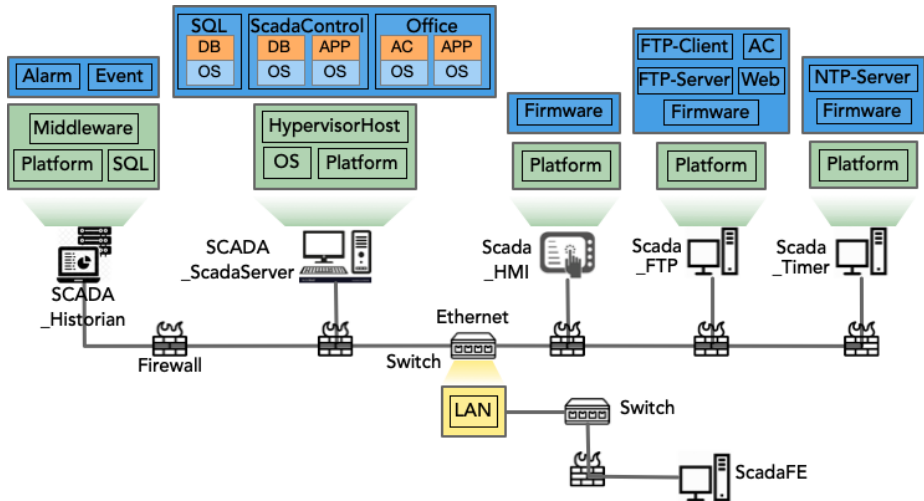 SQL
DB
OS
ScadaControl
DB
APP
OS
OS
Office
AC
APP
OS
OS
Alarm
Event
Middleware
Platform
SQL
HypervisorHost
OS
Platform
Firmware
Platform
FTP-Client
AC
FTP-Server
Web
Firmware
Platform
NTP-Server
Firmware
Platform
SCADA
_Historian
SCADA
_ScadaServer
Scada
_HMI
Scada
_FTP
Scada
_Timer
Firewall
Ethernet
Switch
LAN
Switch
ScadaFE